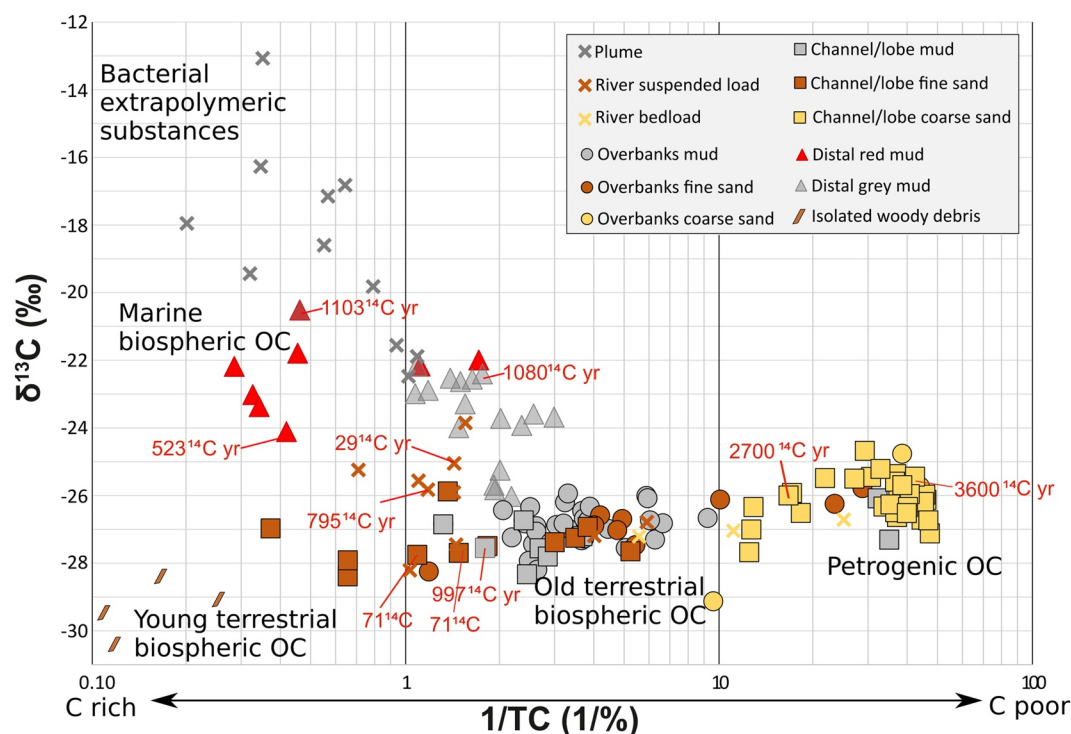 -12
-14
-16
-18
-20
-22
-24
-26
-28
-30
δ¹³C (‰)
Bacterial
extrapolymeric
substances
Plume
River suspended load
River bedload
Overbanks mud
Overbanks fine sand
Overbanks coarse sand
Channel/lobe mud
Channel/lobe fine sand
Channel/lobe coarse sand
Distal red mud
Distal grey mud
Isolated woody debris
Marine
biospheric OC
1103¹⁴C yr
1080¹⁴C yr
523¹⁴C yr
29¹⁴C yr
795¹⁴C yr
2700¹⁴C yr
3600¹⁴C yr
997¹⁴C yr
71¹⁴C
71¹⁴C
Old terrestrial
biospheric OC
Petrogenic OC
Young terrestrial
biospheric OC
0.10
1
10
100
C rich
1/TC (1/%)
C poor